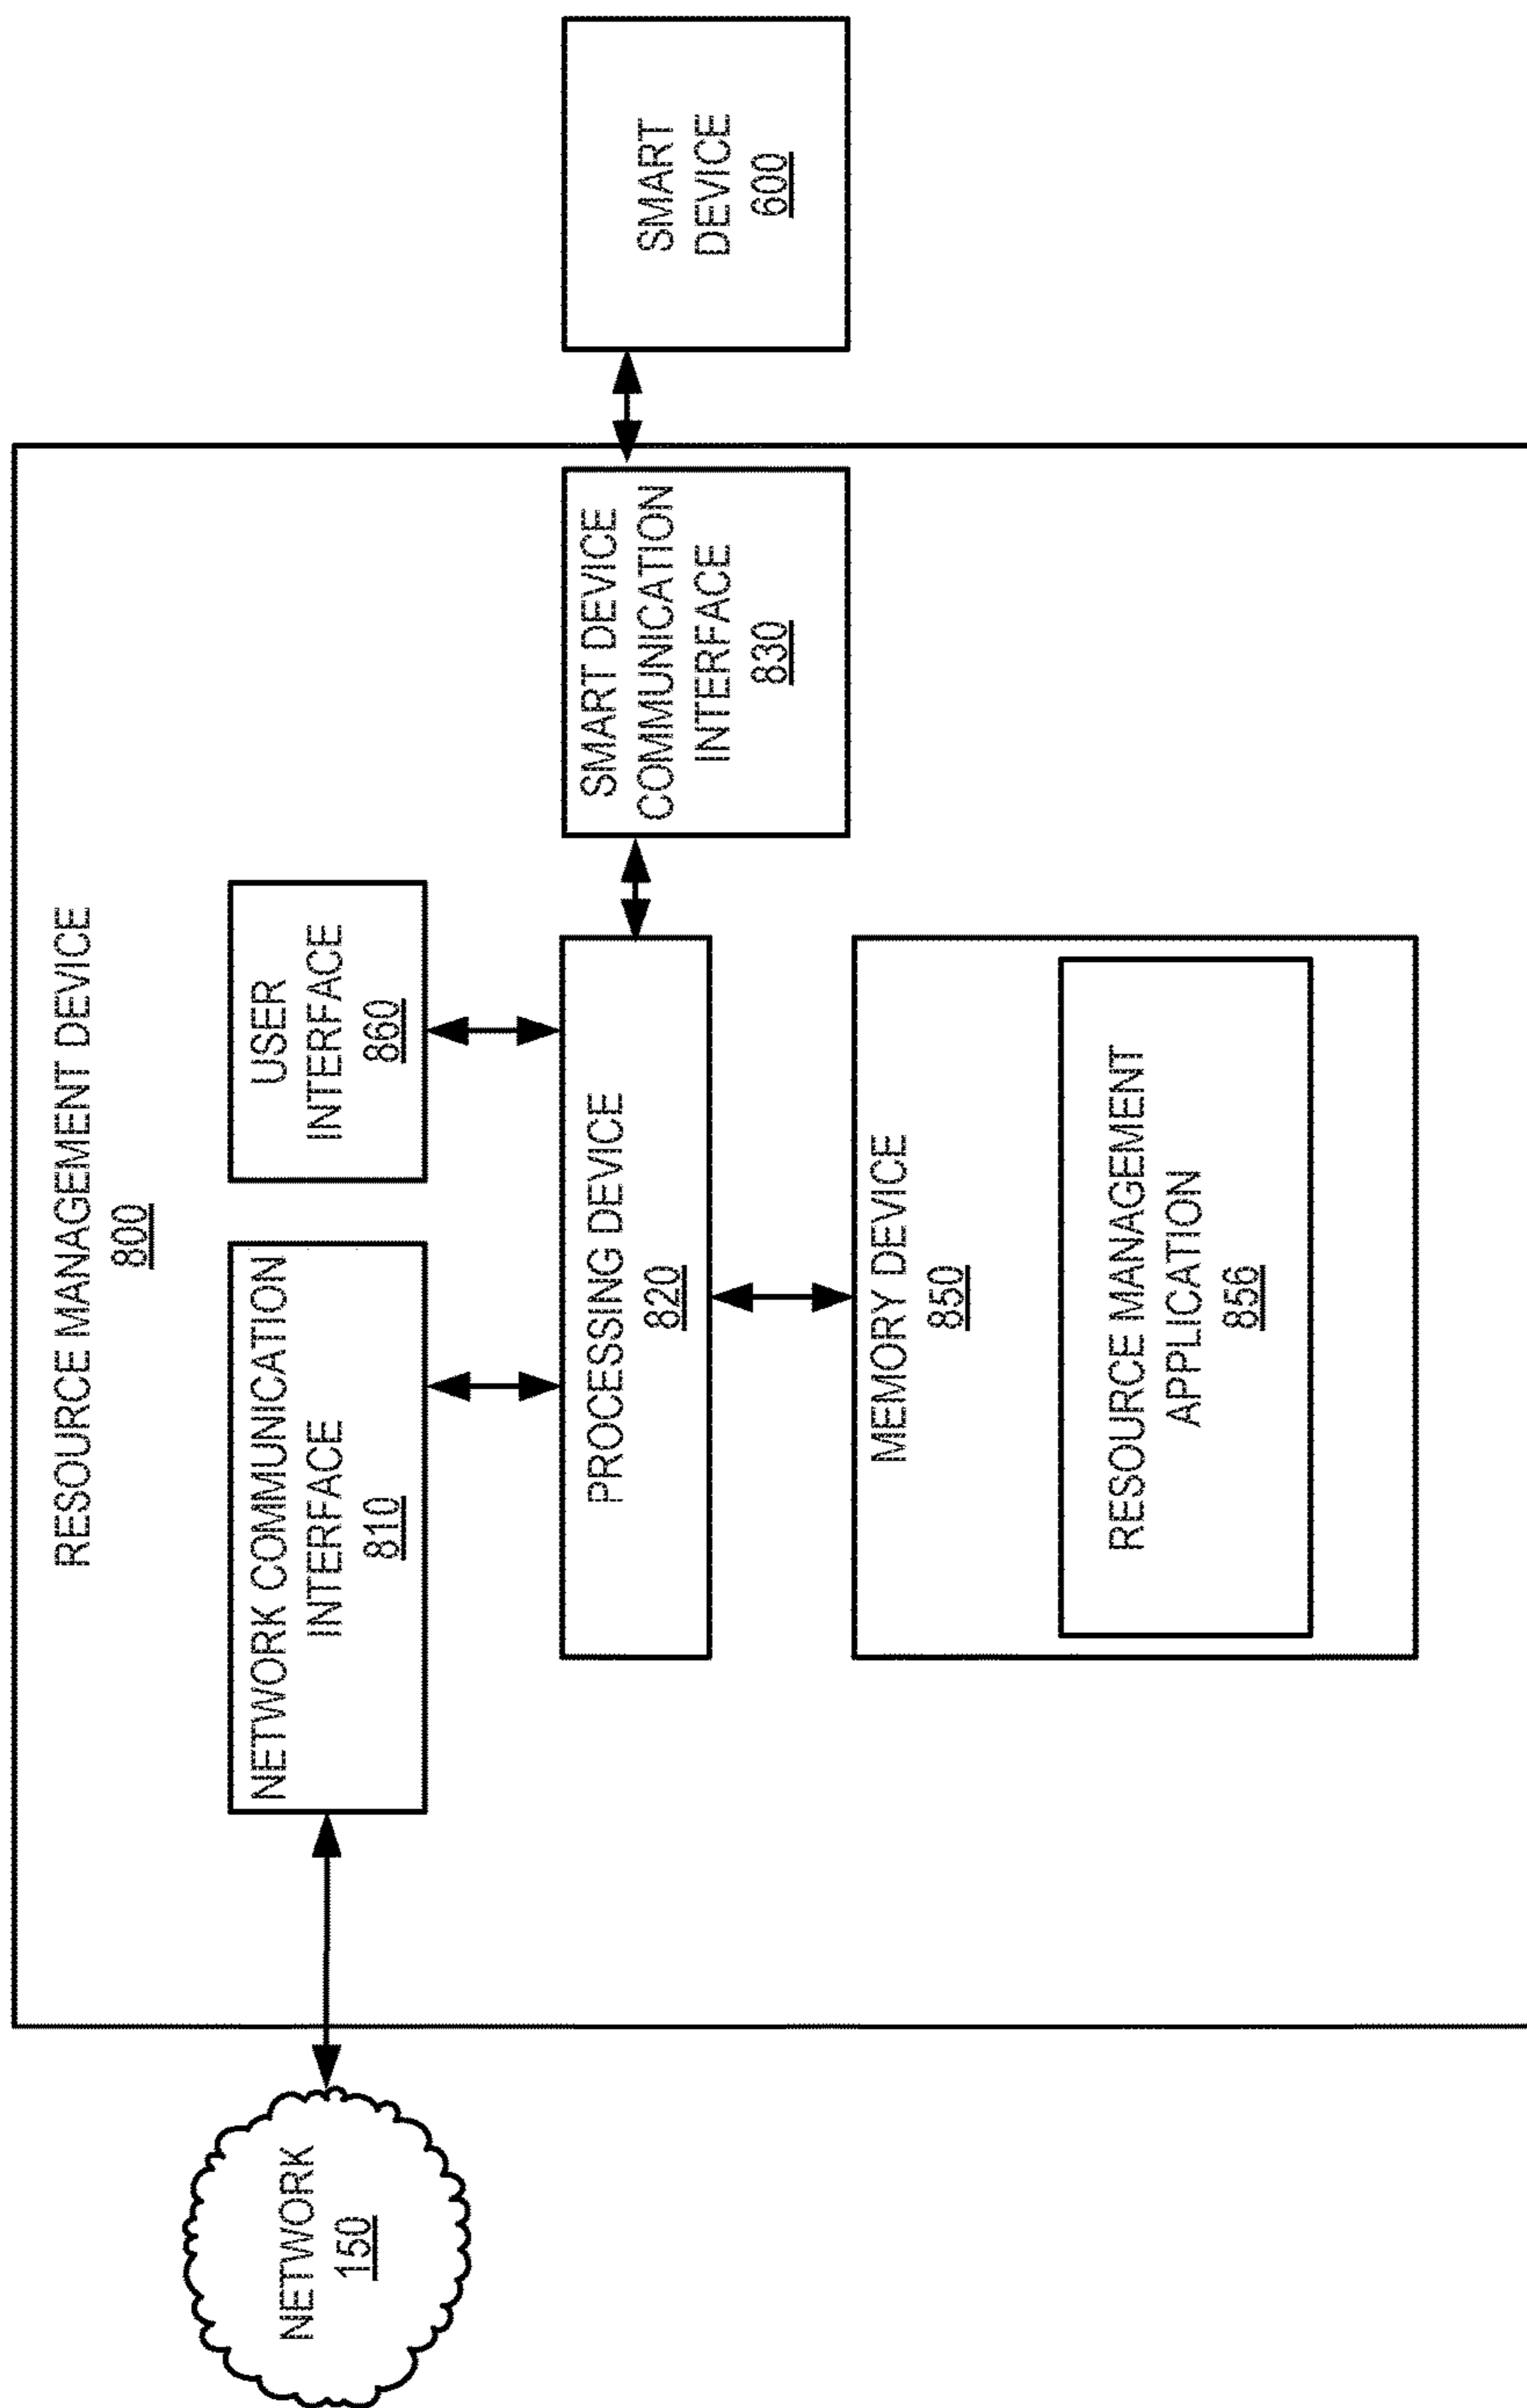 RESOURCE MANAGEMENT DEVICE
800
NETWORK
150
NETWORK COMMUNICATION
INTERFACE
810
USER
INTERFACE
860
PROCESSING DEVICE
820
SMART DEVICE
COMMUNICATION
INTERFACE
830
SMART
DEVICE
600
MEMORY DEVICE
850
RESOURCE MANAGEMENT
APPLICATION
856